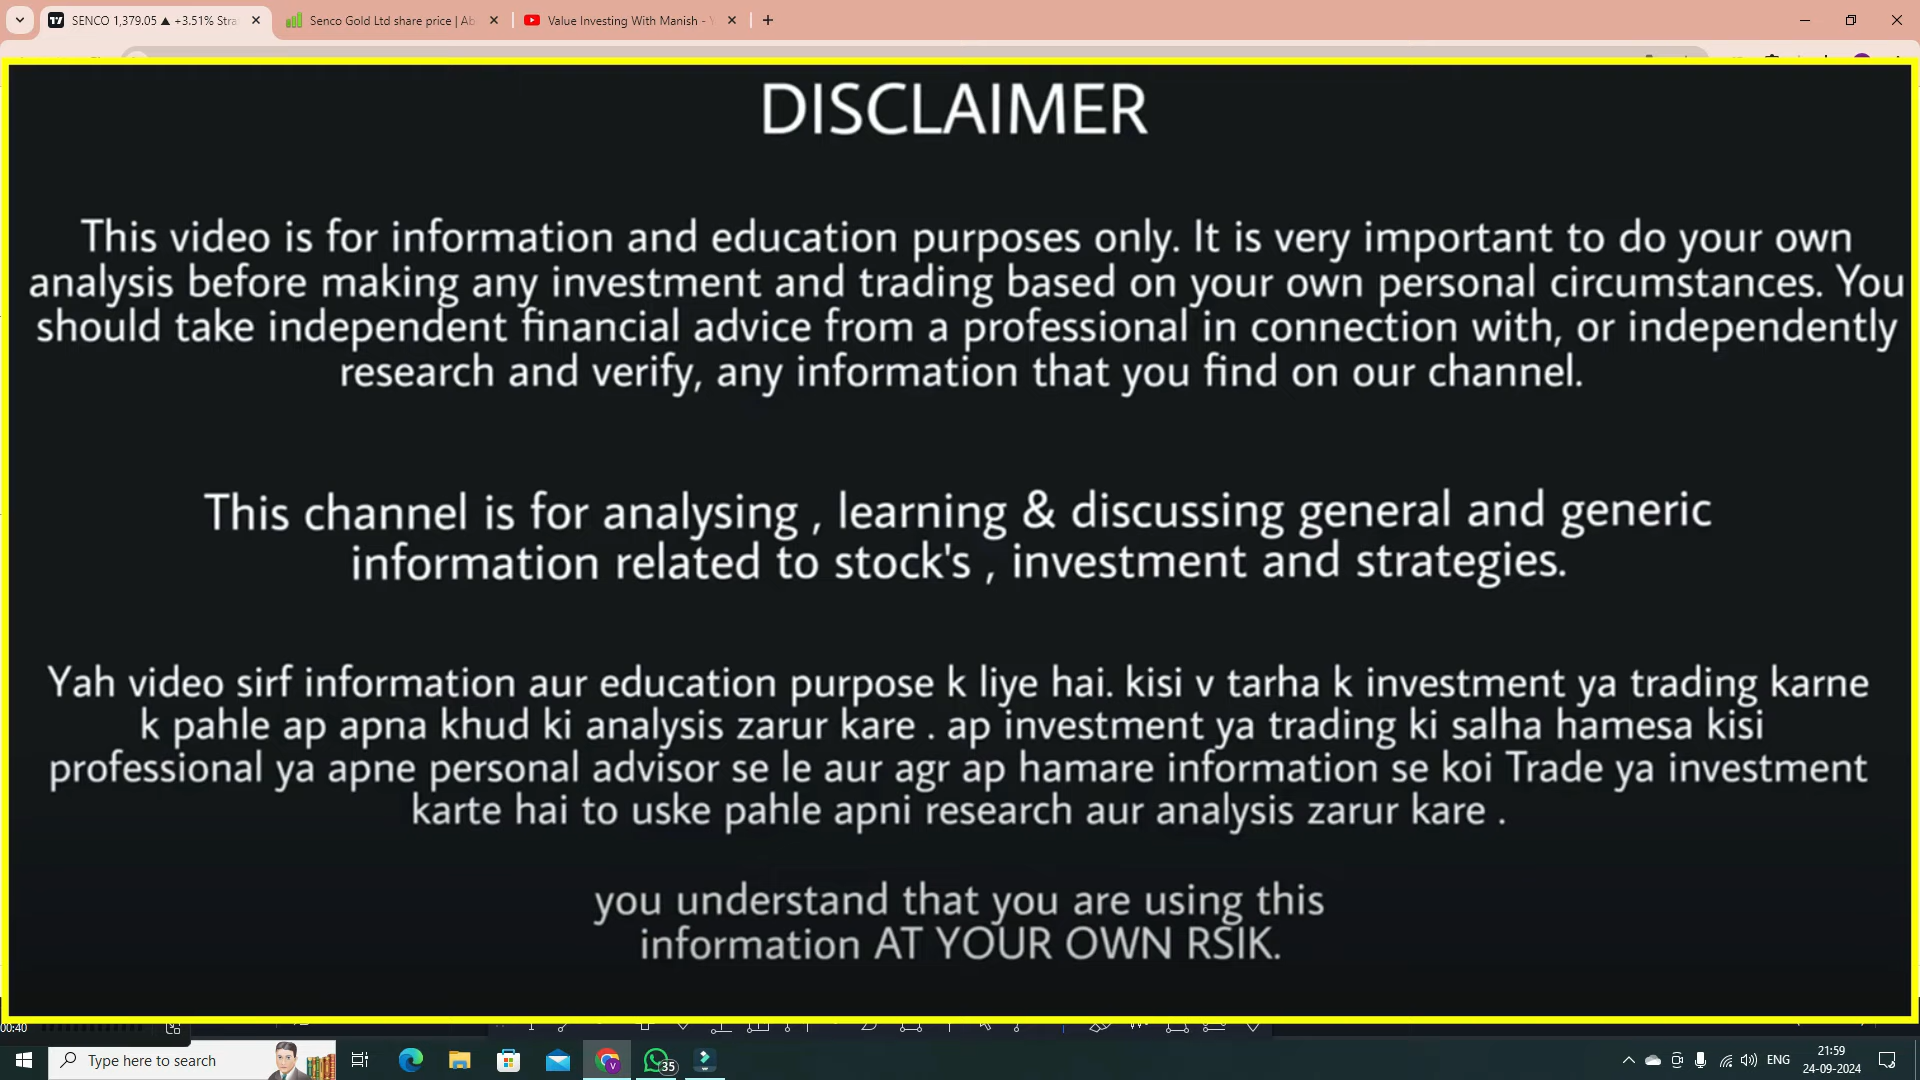 SENCO 1,379.05 ▲ +3.51% Stra
Senco Gold Ltd share price | Ab
Value Investing With Manish -
DISCLAIMER
This video is for information and education purposes only. It is very important to do your own
analysis before making any investment and trading based on your own personal circumstances. You
should take independent financial advice from a professional in connection with, or independently
research and verify, any information that you find on our channel.
This channel is for analysing , learning & discussing general and generic
information related to stock's , investment and strategies.
Yah video sirf information aur education purpose k liye hai. kisi v tarha k investment ya trading karne
k pahle ap apna khud ki analysis zarur kare . ap investment ya trading ki salha hamesa kisi
professional ya apne personal advisor se le aur agr ap hamare information se koi Trade ya investment
karte hai to uske pahle apni research aur analysis zarur kare .
you understand that you are using this
information AT YOUR OWN RSIK.
00:40
Type here to search
35
ENG
21:59
24-09-2024